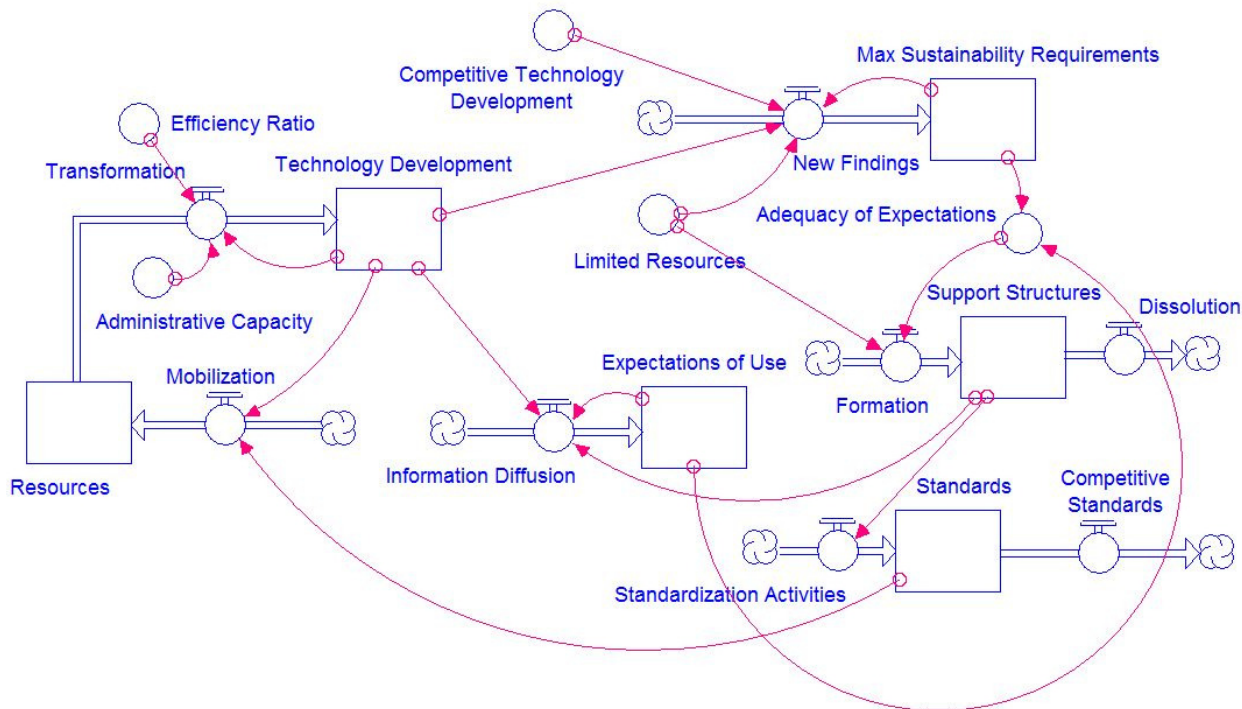 Max Sustainability Requirements
Competitive Technology
Development
Efficiency Ratio
Transformation
Technology Development
New Findings
Adequacy of Expectations
Limited Resources
Administrative Capacity
Support Structures
Dissolution
Mobilization
Expectations of Use
Formation
Information Diffusion
Resources
Standards
Competitive
Standards
Standardization Activities